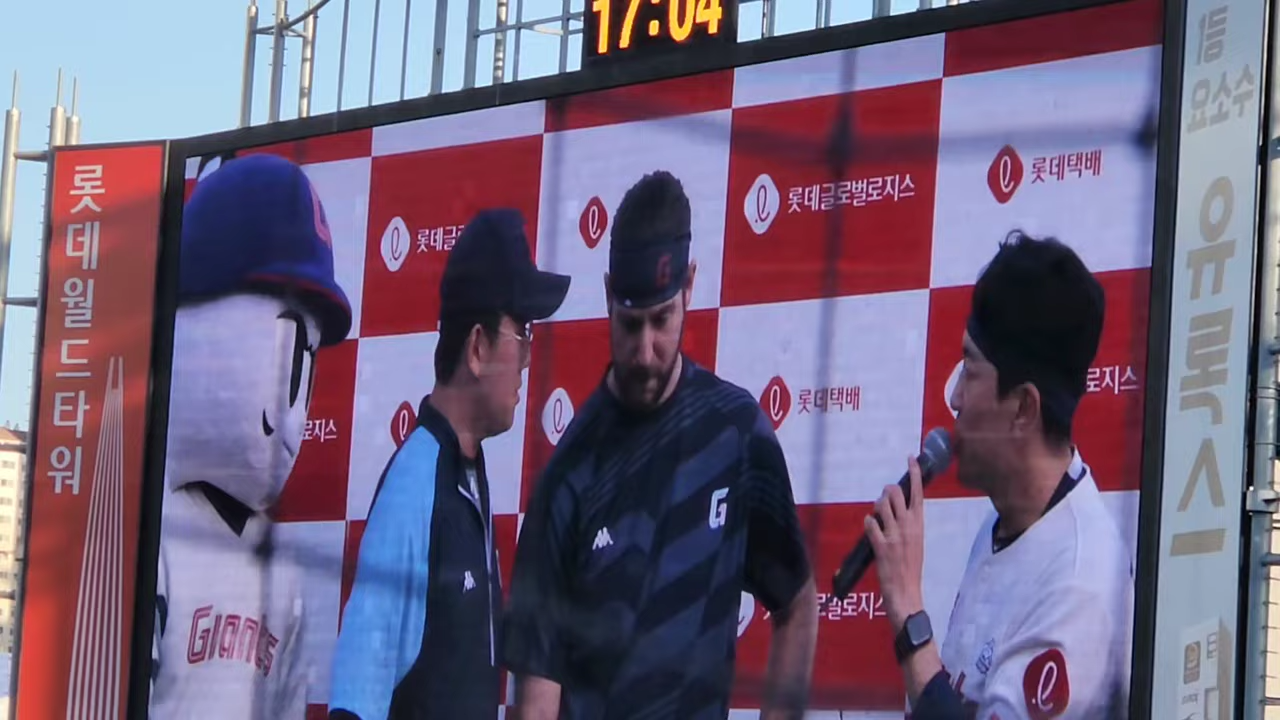 17:04
롯데월드타워
롯데글
롯데글로벌로지스
롯데택배
로지스
롯데택배
로지스
Giants
G
G
로지스
1등
요소수
유록스